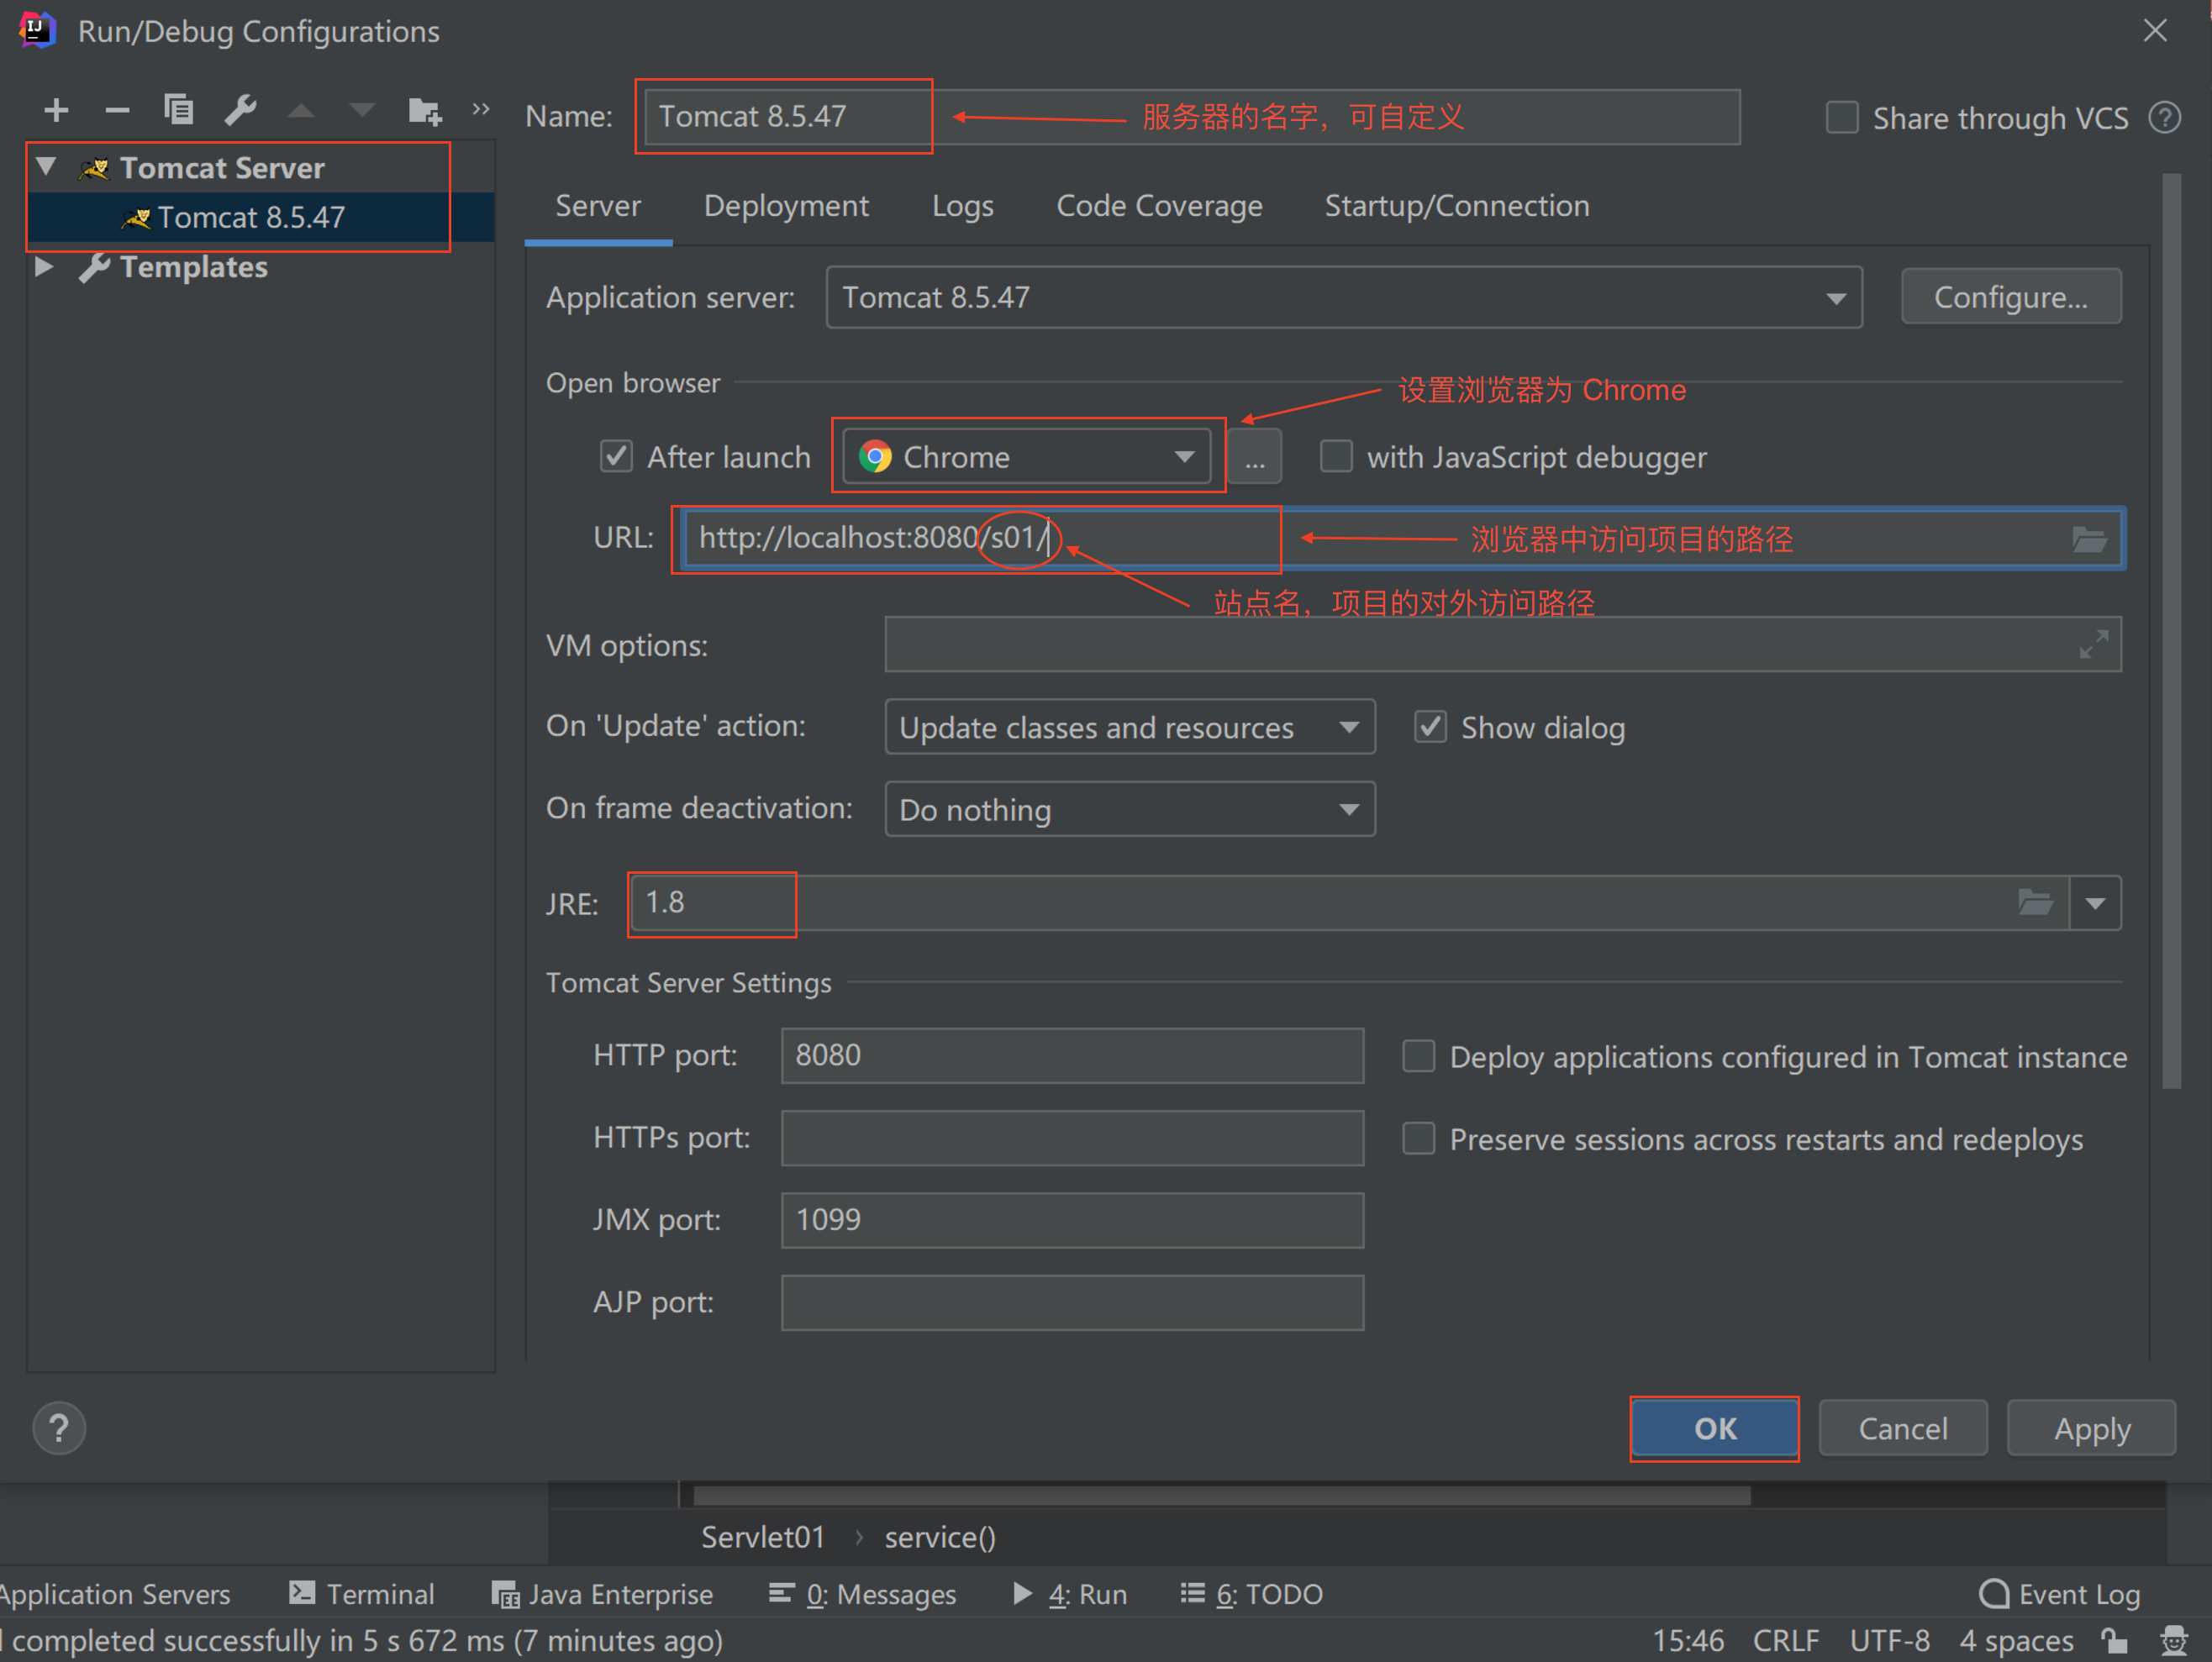 Run/Debug Configurations
Name: Tomcat 8.5.47
服务器的名字，可自定义
Share through VCS
Tomcat Server
Tomcat 8.5.47
Templates
Server Deployment Logs Code Coverage Startup/Connection
Application server: Tomcat 8.5.47 Configure...
Open browser
设置浏览器为 Chrome
After launch Chrome ... with JavaScript debugger
URL: http://localhost:8080/s01/
浏览器中访问项目的路径
站点名，项目的对外访问路径
VM options:
On 'Update' action: Update classes and resources Show dialog
On frame deactivation: Do nothing
JRE: 1.8
Tomcat Server Settings
HTTP port: 8080 Deploy applications configured in Tomcat instance
HTTPs port: Preserve sessions across restarts and redeploys
JMX port: 1099
AJP port:
? OK Cancel Apply
Servlet01 › service()
Application Servers Terminal Java Enterprise 0: Messages 4: Run 6: TODO Event Log
completed successfully in 5 s 672 ms (7 minutes ago) 15:46 CRLF UTF-8 4 spaces